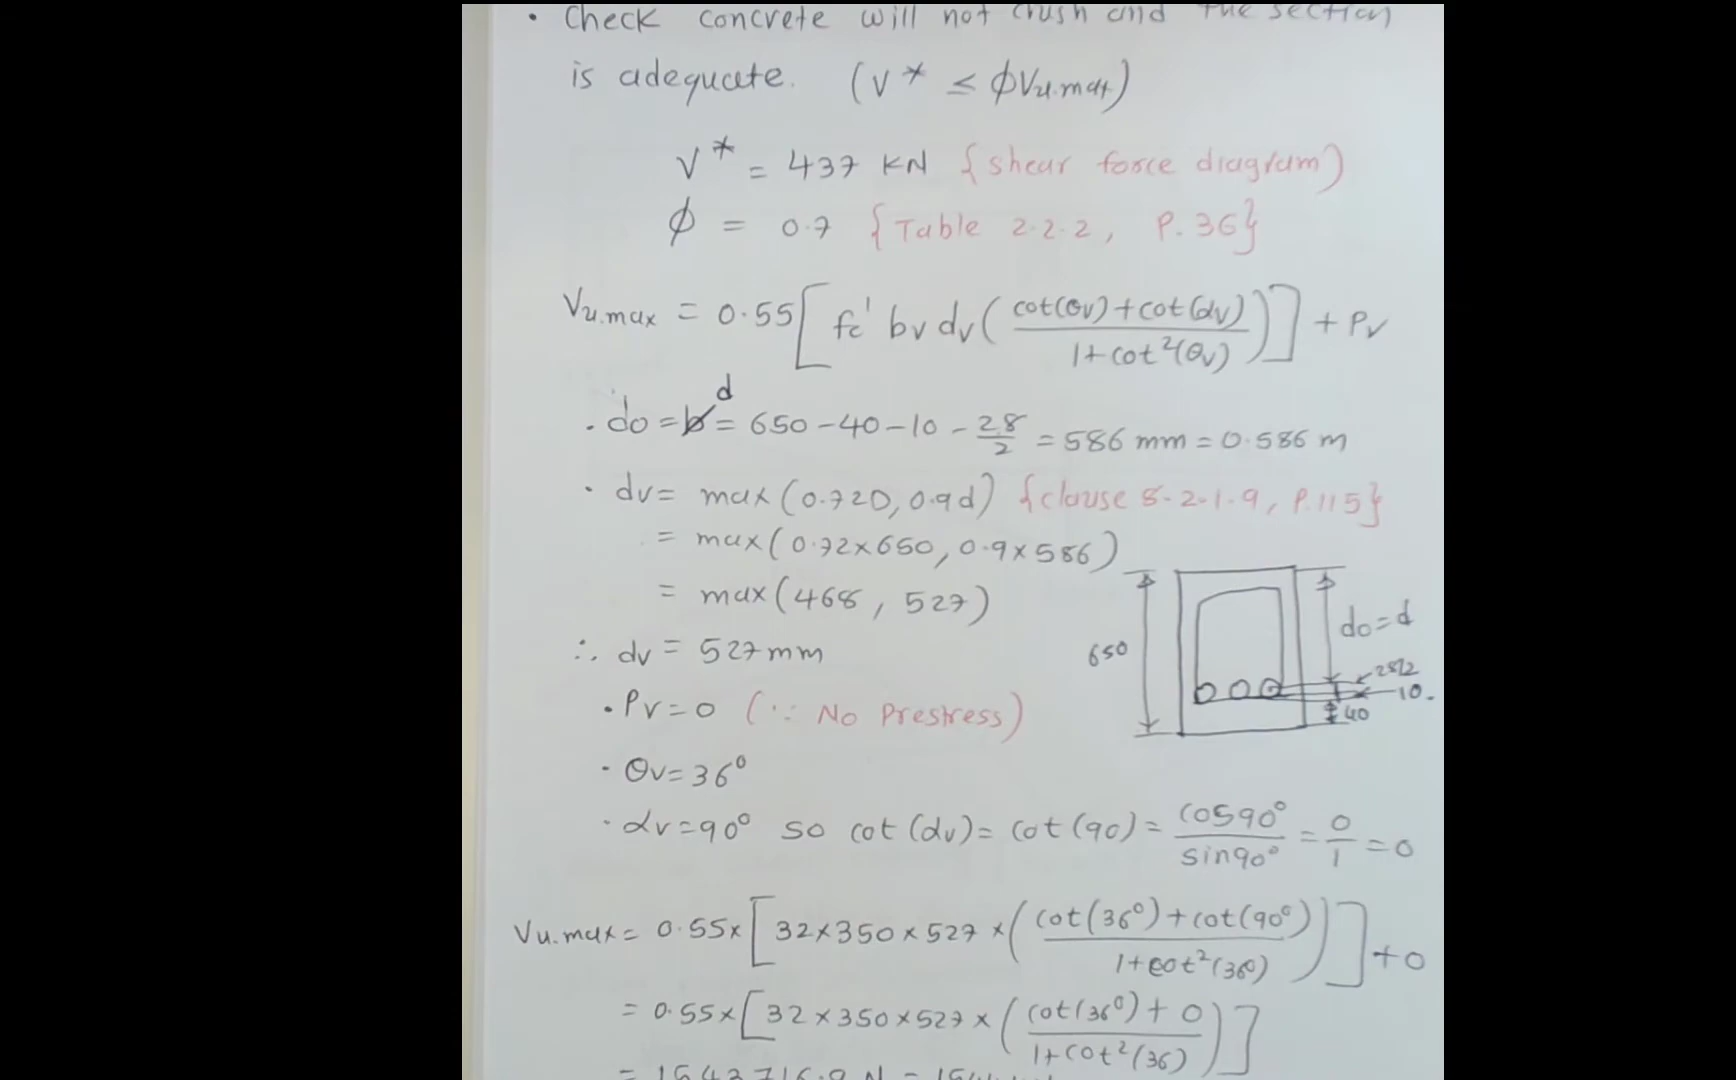 • Check concrete will not crush and the section
is adequate. (V* ≤ ϕVu.max)
V* = 437 KN {shear force diagram}
ϕ = 0.7 {Table 2.2.2, P.36}
Vu.max = 0.55[fc' bv dv((cot(θv)+cot(αv))/(1+cot²(θv)))] + Pv
• do = d = 650 - 40 - 10 - 28/2 = 586 mm = 0.586 m
• dv = max(0.72D, 0.9d) {clause 8.2.1.9, P.115}
= max(0.72×650, 0.9×586)
= max(468, 527)
∴ dv = 527 mm
650
do=d
28/2
10
40
• Pv = 0 (∵ No Prestress)
• θv = 36°
• αv = 90° so cot(αv) = cot(90) = cos90°/sin90° = 0/1 = 0
Vu.max = 0.55×[32×350×527×((cot(36°)+cot(90°))/(1+cot²(36°)))]+0
= 0.55×[32×350×527×((cot(36°)+0)/(1+cot²(36)))]